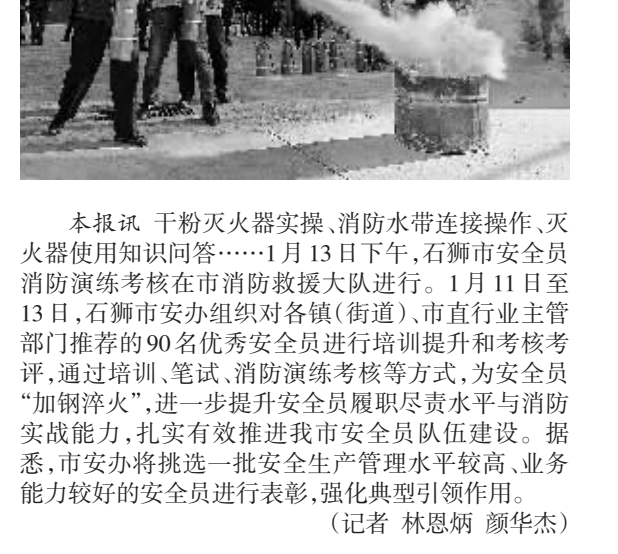 本报讯 干粉灭火器实操、消防水带连接操作、灭
火器使用知识问答……1月13日下午,石狮市安全员
消防演练考核在市消防救援大队进行。1月11日至
13日,石狮市安办组织对各镇(街道)、市直行业主管
部门推荐的90名优秀安全员进行培训提升和考核考
评,通过培训、笔试、消防演练考核等方式,为安全员
“加钢淬火”,进一步提升安全员履职尽责水平与消防
实战能力,扎实有效推进我市安全员队伍建设。据
悉,市安办将挑选一批安全生产管理水平较高、业务
能力较好的安全员进行表彰,强化典型引领作用。
(记者 林恩炳 颜华杰)